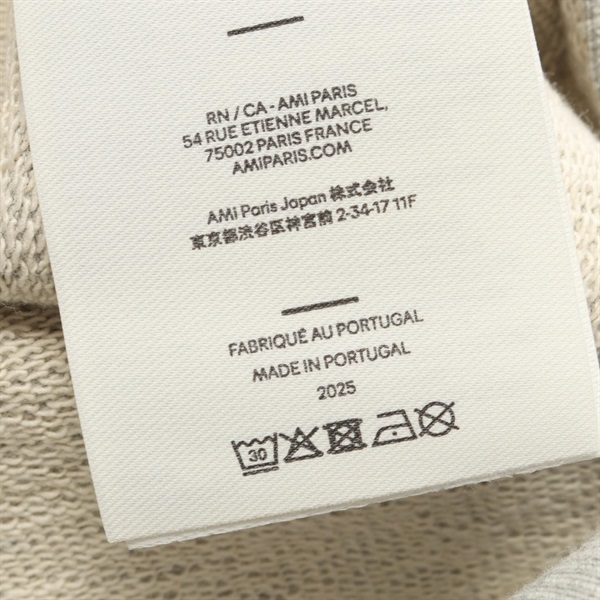 RN / CA - AMI PARIS
54 RUE ETIENNE MARCEL,
75002 PARIS FRANCE
AMIPARIS.COM
AMI Paris Japan 株式会社
東京都渋谷区神宮前 2-34-17 11F
FABRIQUÉ AU PORTUGAL
MADE IN PORTUGAL
2025
30